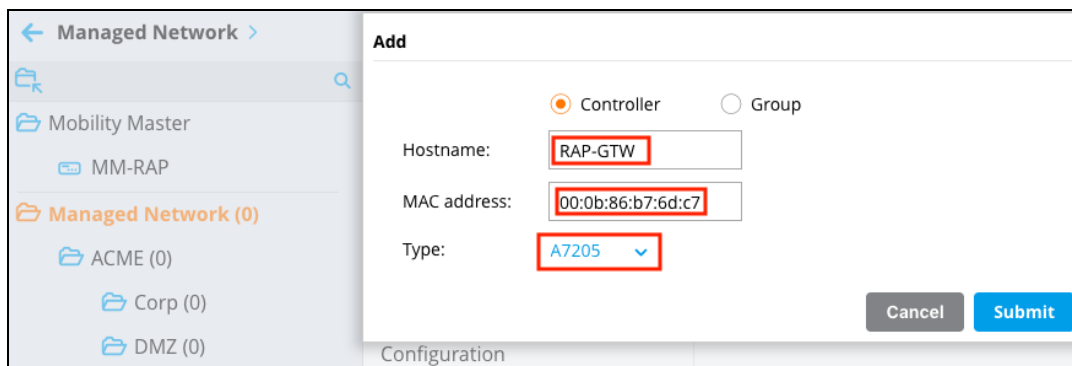 Managed Network >
Mobility Master
MM-RAP
Managed Network (0)
ACME (0)
Corp (0)
DMZ (0)
Add
Controller Group
Hostname: RAP-GTW
MAC address: 00:0b:86:b7:6d:c7
Type: A7205
Cancel Submit
Configuration